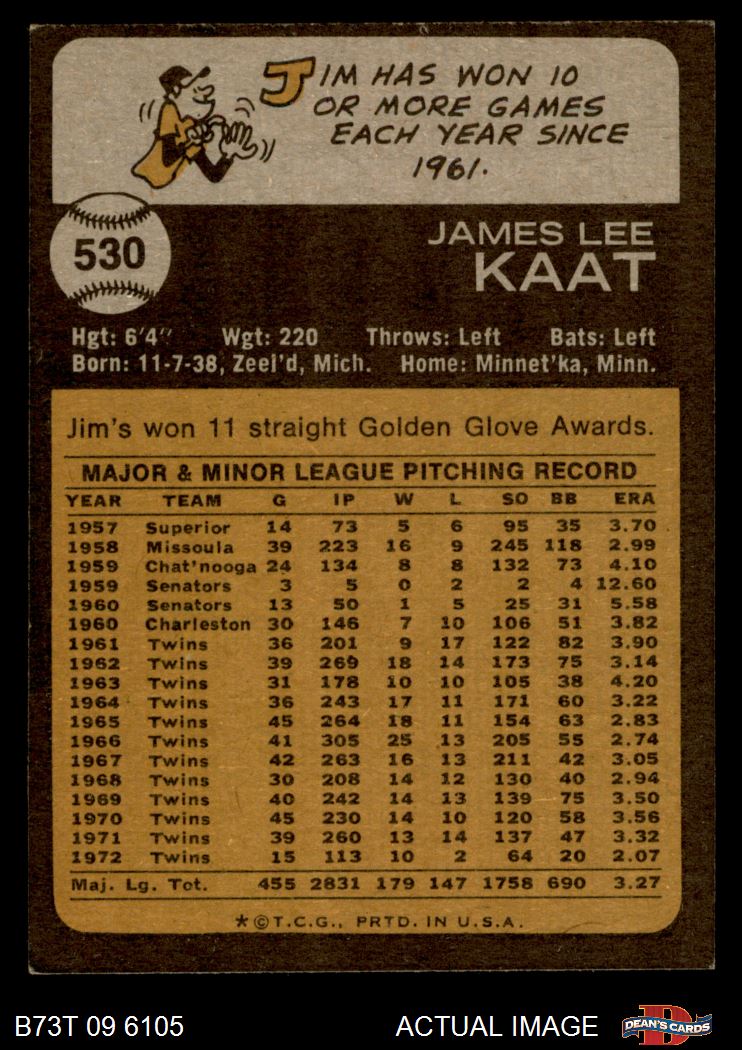 JIM HAS WON 10
OR MORE GAMES
EACH YEAR SINCE
1961.
530
JAMES LEE
KAAT
Hgt: 6'4" Wgt: 220 Throws: Left Bats: Left
Born: 11-7-38, Zeel'd, Mich. Home: Minnet'ka, Minn.
Jim's won 11 straight Golden Glove Awards.
MAJOR & MINOR LEAGUE PITCHING RECORD
YEAR TEAM G IP W L SO BB ERA
1957 Superior 14 73 5 6 95 35 3.70
1958 Missoula 39 223 16 9 245 118 2.99
1959 Chat'nooga 24 134 8 8 132 73 4.10
1959 Senators 3 5 0 2 2 4 12.60
1960 Senators 13 50 1 5 25 31 5.58
1960 Charleston 30 146 7 10 106 51 3.82
1961 Twins 36 201 9 17 122 82 3.90
1962 Twins 39 269 18 14 173 75 3.14
1963 Twins 31 178 10 10 105 38 4.20
1964 Twins 36 243 17 11 171 60 3.22
1965 Twins 45 264 18 11 154 63 2.83
1966 Twins 41 305 25 13 205 55 2.74
1967 Twins 42 263 16 13 211 42 3.05
1968 Twins 30 208 14 12 130 40 2.94
1969 Twins 40 242 14 13 139 75 3.50
1970 Twins 45 230 14 10 120 58 3.56
1971 Twins 39 260 13 14 137 47 3.32
1972 Twins 15 113 10 2 64 20 2.07
Maj. Lg. Tot. 455 2831 179 147 1758 690 3.27
*©T.C.G., PRTD. IN U.S.A.
B73T 09 6105 ACTUAL IMAGE D DEAN'S CARDS